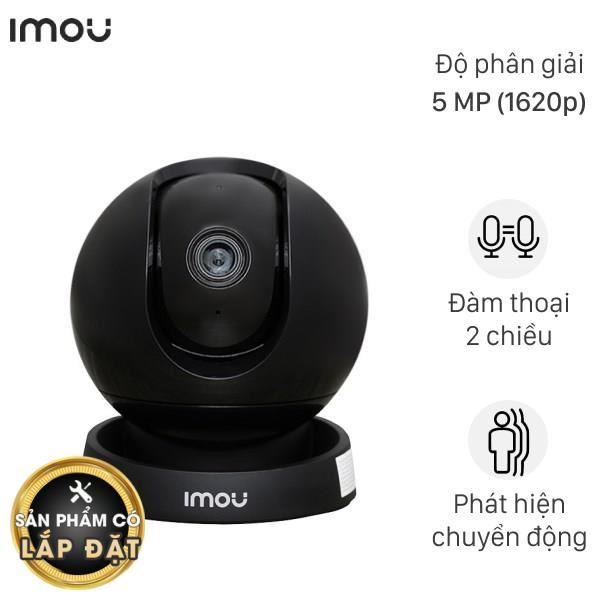 imou
Độ phân giải
5 MP (1620p)
Đàm thoại
2 chiều
Phát hiện
chuyển động
imou
SẢN PHẨM CÓ
LẮP ĐẶT